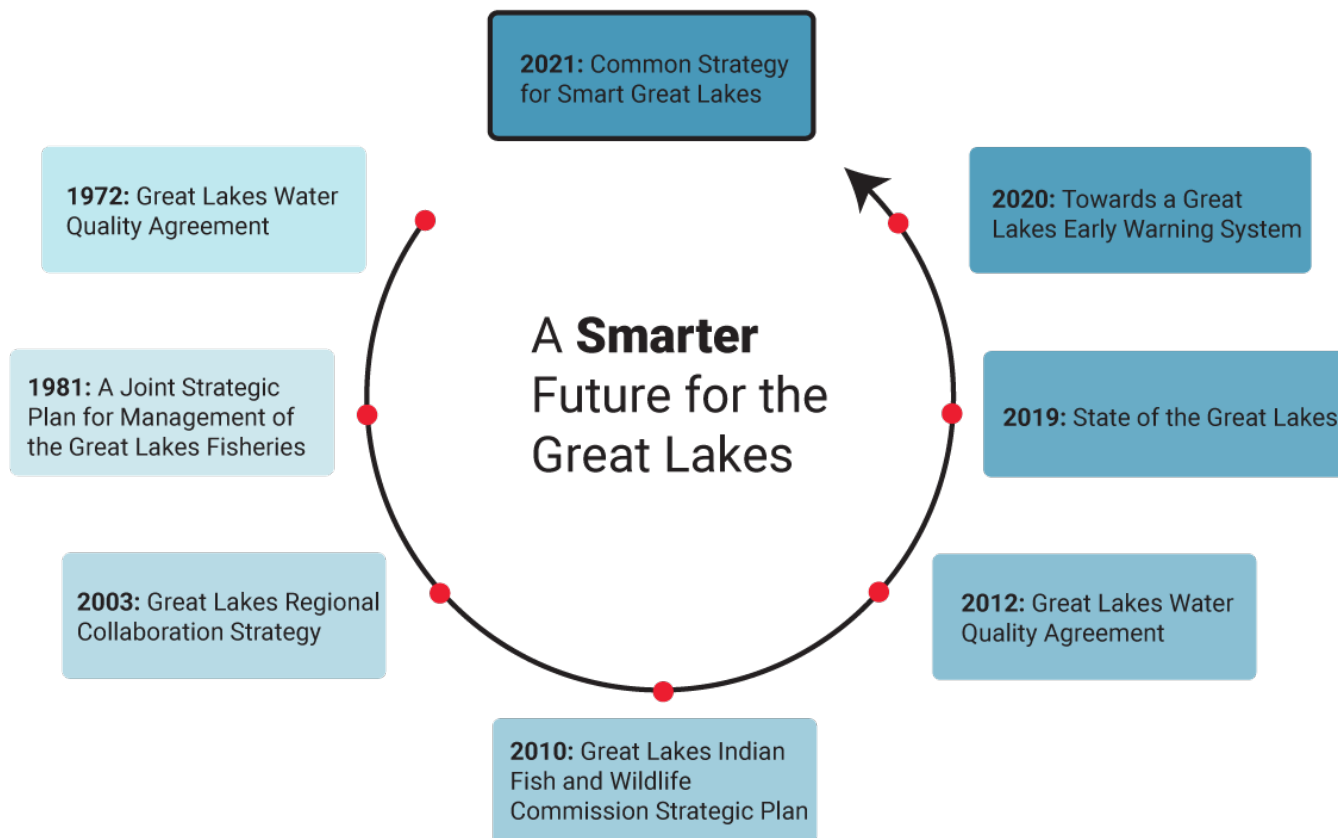 2021: Common Strategy
for Smart Great Lakes
1972: Great Lakes Water
Quality Agreement
2020: Towards a Great
Lakes Early Warning System
A Smarter
Future for the
Great Lakes
1981: A Joint Strategic
Plan for Management of
the Great Lakes Fisheries
2019: State of the Great Lakes
2003: Great Lakes Regional
Collaboration Strategy
2012: Great Lakes Water
Quality Agreement
2010: Great Lakes Indian
Fish and Wildlife
Commission Strategic Plan